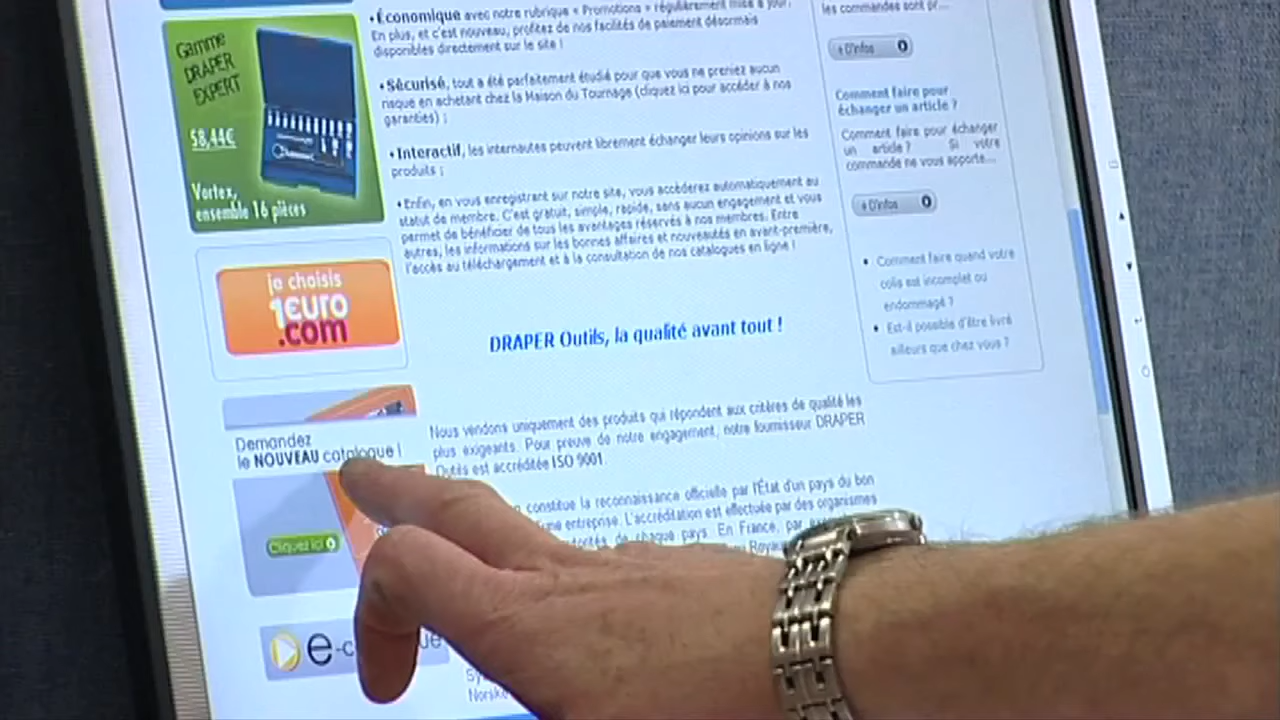 Gamme
DRAPER
EXPERT
58,44€
Vortex,
ensemble 16 pièces
je choisis
1euro
.com
Demandez
le NOUVEAU catalogue !
Cliquez ici
e-c
• Économique avec notre rubrique « Promotions » régulièrement mise à jour.
En plus, et c'est nouveau, profitez de nos facilités de paiement désormais
disponibles directement sur le site !
• Sécurisé, tout a été parfaitement étudié pour que vous ne preniez aucun
risque en achetant chez la Maison du Tournage (cliquez ici pour accéder à nos
garanties) ;
• Interactif, les internautes peuvent librement échanger leurs opinions sur les
produits ;
• Enfin, en vous enregistrant sur notre site, vous accèderez automatiquement au
statut de membre. C'est gratuit, simple, rapide, sans aucun engagement et vous
permet de bénéficier de tous les avantages réservés à nos membres. Entre
autres, les informations sur les bonnes affaires et nouveautés en avant-première,
l'accès au téléchargement et à la consultation de nos catalogues en ligne !
DRAPER Outils, la qualité avant tout !
Nous vendons uniquement des produits qui répondent aux critères de qualité les
plus exigeants. Pour preuve de notre engagement, notre fournisseur DRAPER
Outils est accréditée ISO 9001.
constitue la reconnaissance officielle par l'État d'un pays du bon
une entreprise. L'accréditation est effectuée par des organismes
de chaque pays. En France, par
Norsk
les commandes sont pr...
+ D'infos
Comment faire pour
échanger un article ?
Comment faire pour échanger
un article ? Si votre
commande ne vous apporte...
+ D'infos
• Comment faire quand votre
colis est incomplet ou
endommagé ?
• Est-il possible d'être livré
ailleurs que chez vous ?